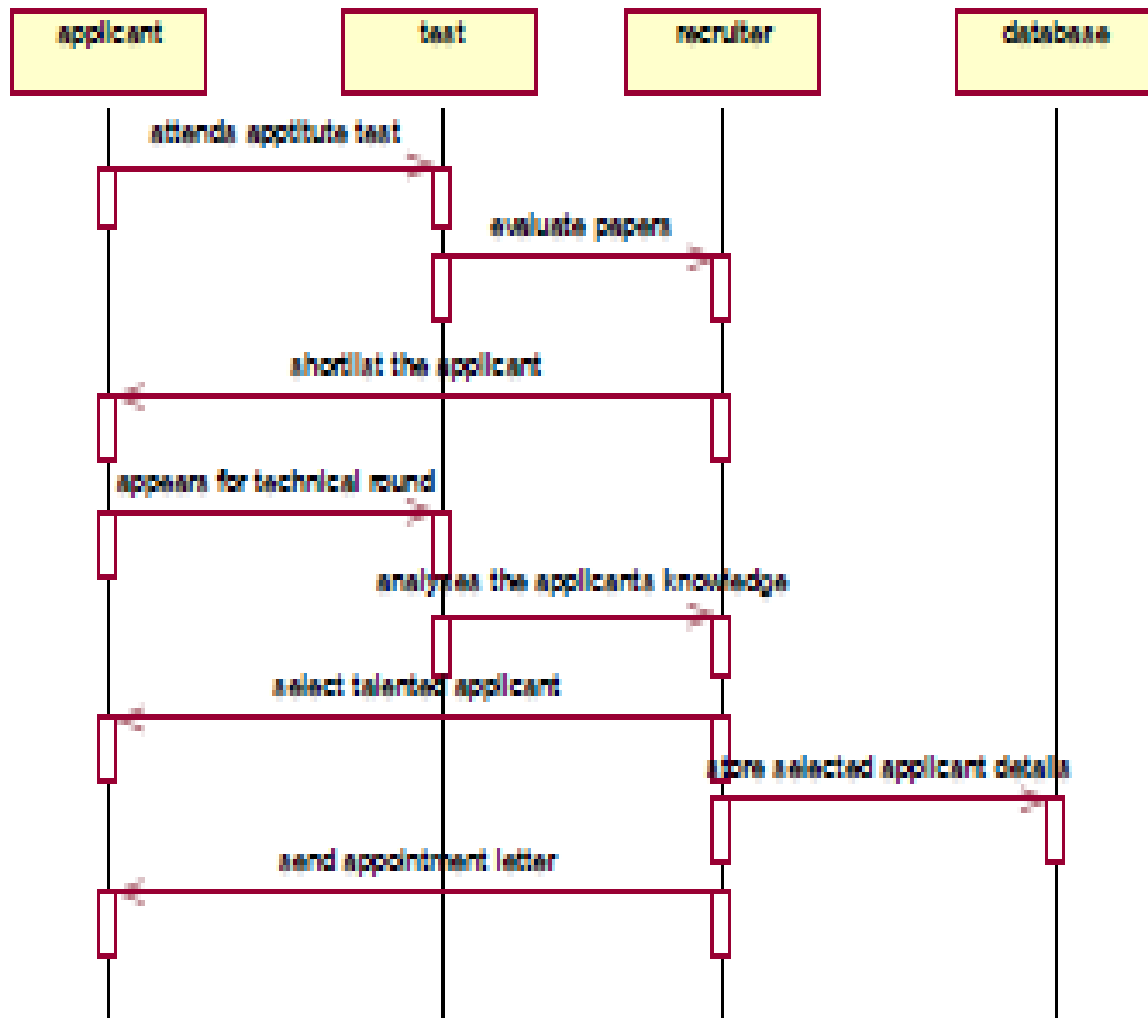 applicant
test
recruiter
database
attends apptitute test
evaluate papers
shortlist the applicant
appears for technical round
analyses the applicants knowledge
select talented applicant
store selected applicant details
send appointment letter